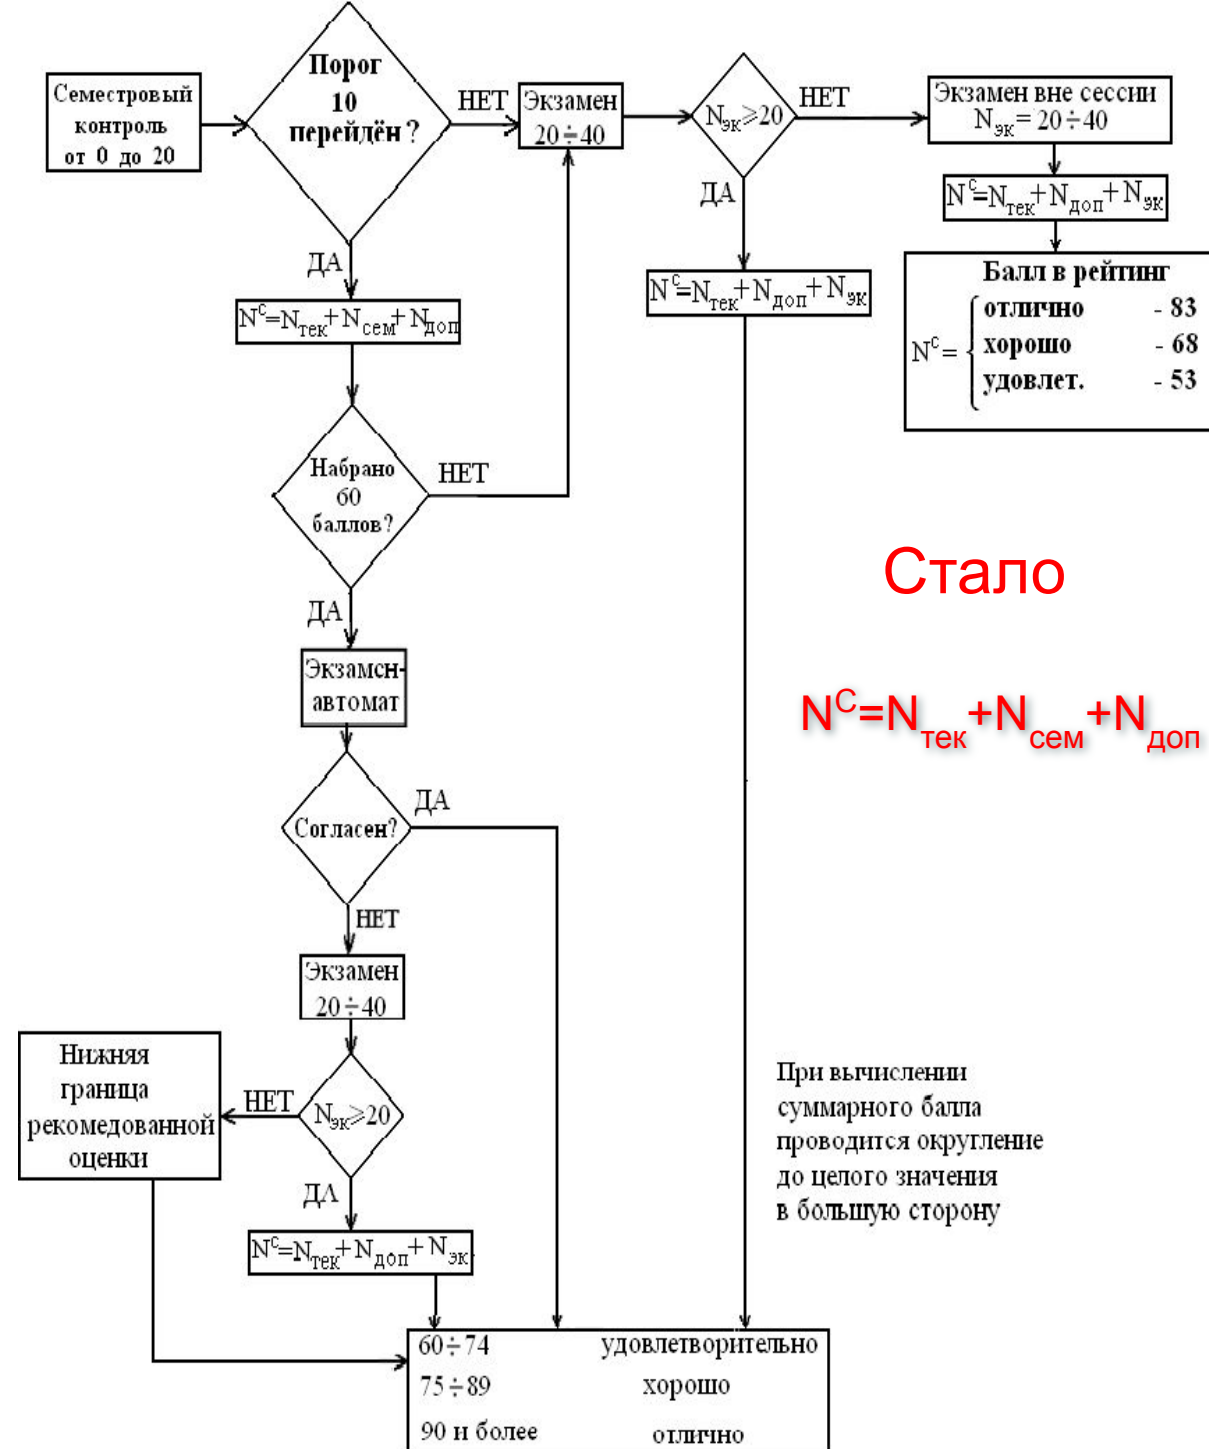 Семестровый
контроль
от 0 до 20
Порог
10
перейдён?
НЕТ
Экзамен
20÷40
Nэк≥20
НЕТ
Экзамен вне сессии
Nэк=20÷40
ДА
Nᶜ=Nтек+Nдоп+Nэк
Nᶜ=Nтек+Nдоп+Nэк
Балл в рейтинг
Nᶜ=
отлично - 83
хорошо - 68
удовлет. - 53
ДА
Nᶜ=Nтек+Nсем+Nдоп
Набрано
60
баллов?
НЕТ
ДА
Экзамен-
автомат
Согласен?
ДА
НЕТ
Экзамен
20÷40
Nэк≥20
НЕТ
Нижняя
граница
рекомедованной
оценки
ДА
Nᶜ=Nтек+Nдоп+Nэк
Стало
Nᶜ=Nтек+Nсем+Nдоп
При вычислении
суммарного балла
проводится округление
до целого значения
в большую сторону
60÷74 удовлетворительно
75÷89 хорошо
90 и более отлично